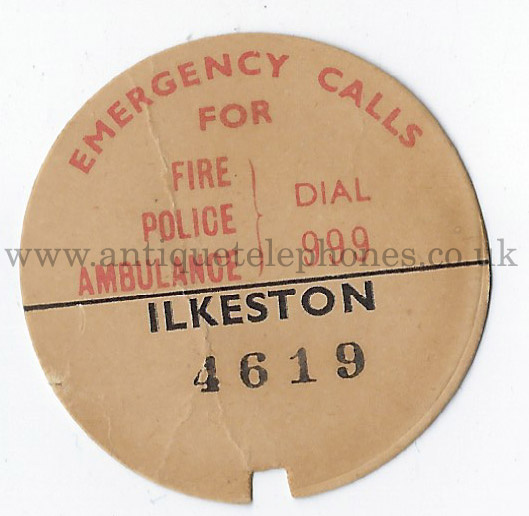 EMERGENCY CALLS
FOR
FIRE
POLICE
AMBULANCE
DIAL
999
www.antiquetelephones.co.uk
ILKESTON
4619